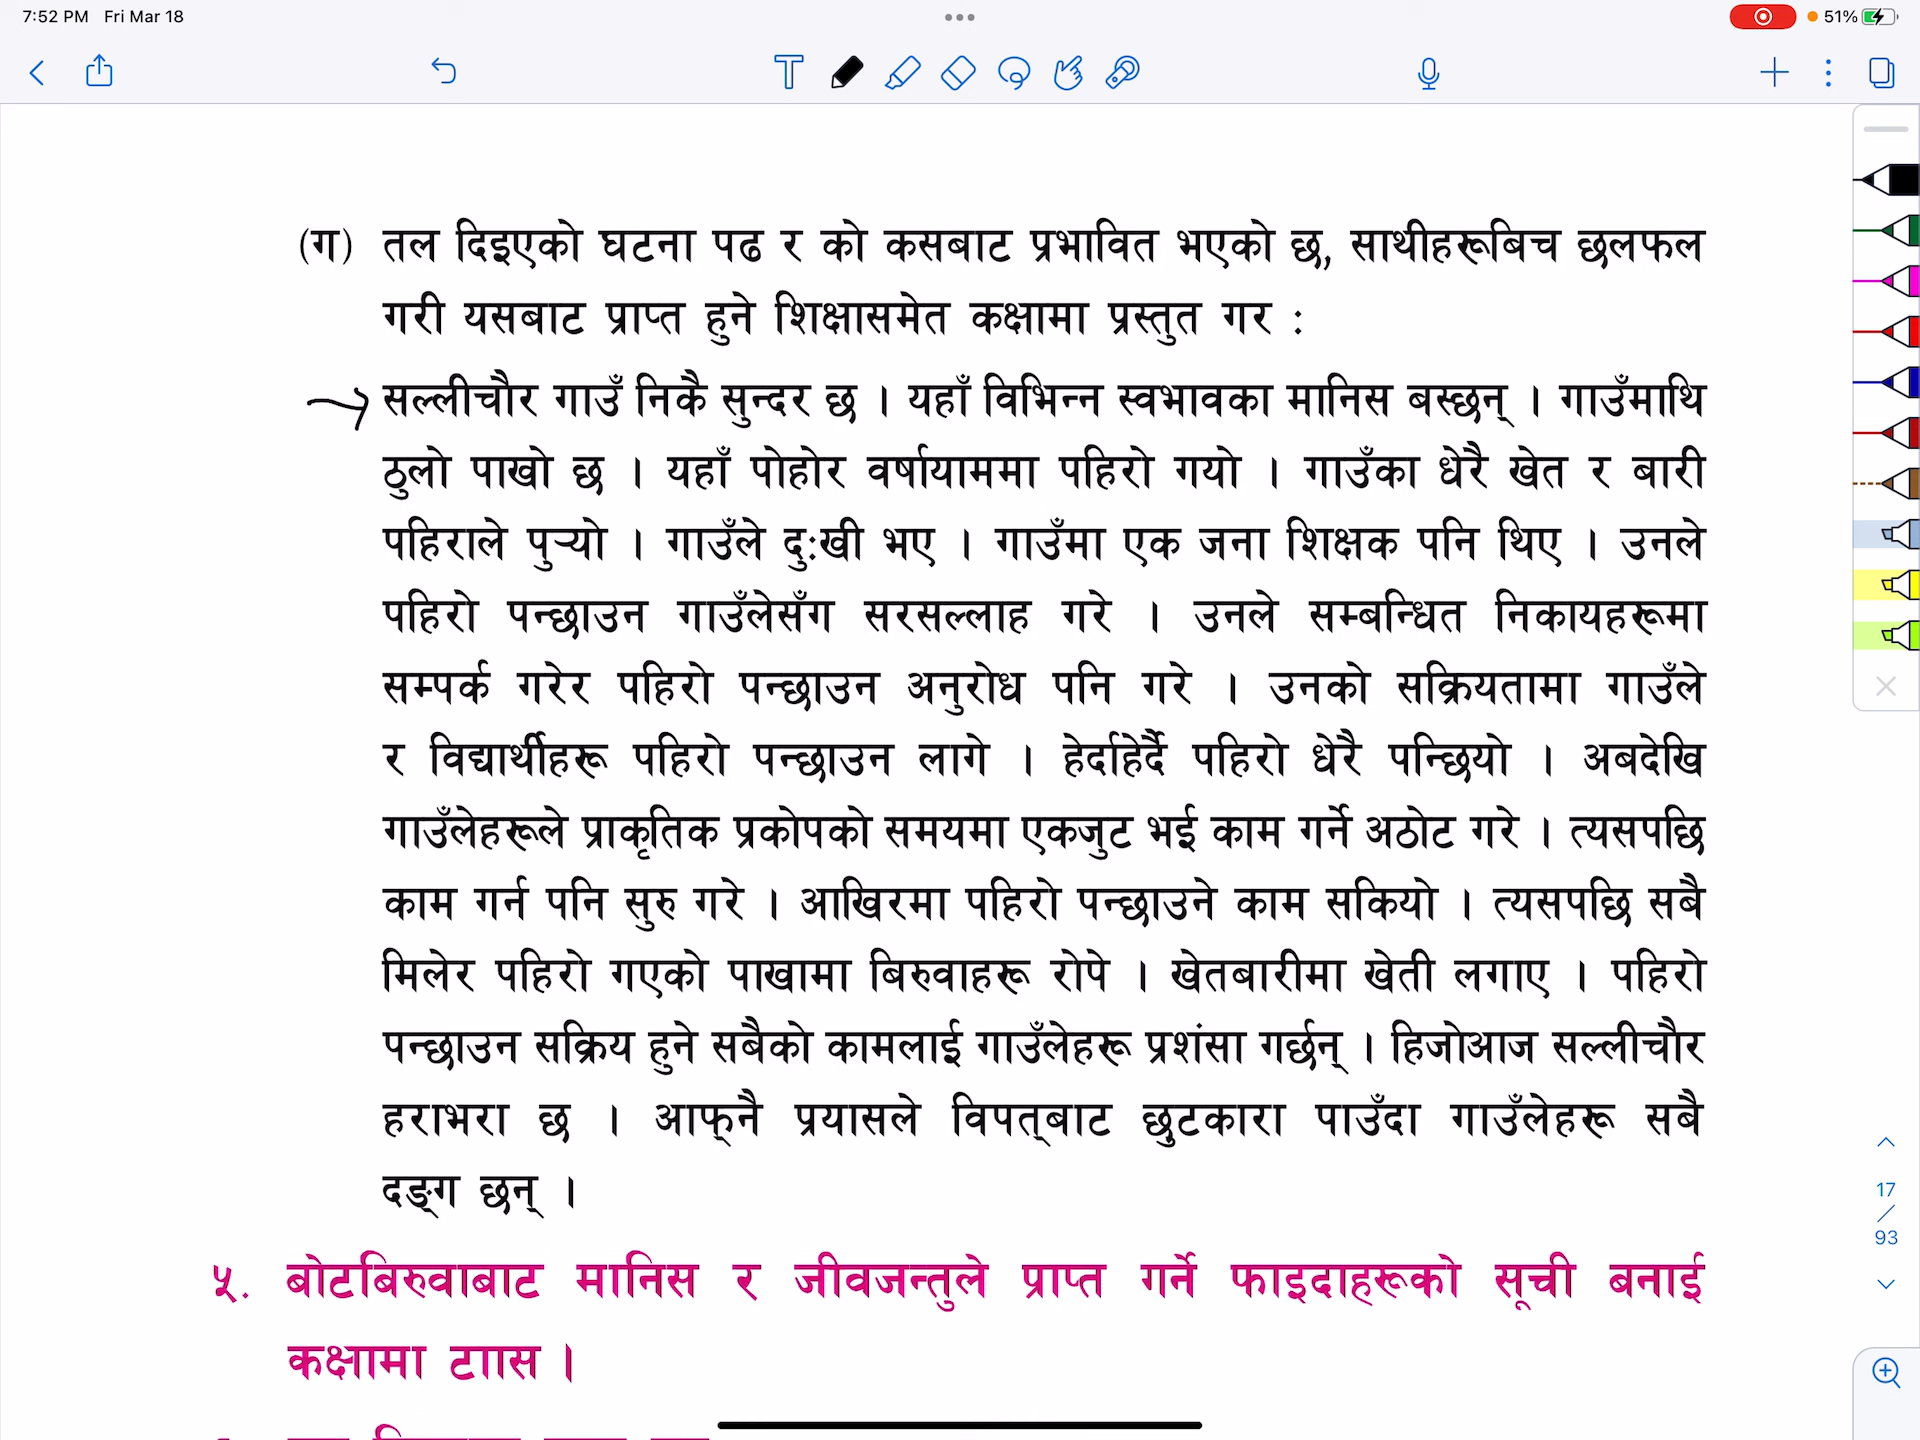 7:52 PM Fri Mar 18
51%
(ग) तल दिइएको घटना पढ र को कसबाट प्रभावित भएको छ, साथीहरूबिच छलफल
गरी यसबाट प्राप्त हुने शिक्षासमेत कक्षामा प्रस्तुत गर :
सल्लीचौर गाउँ निकै सुन्दर छ । यहाँ विभिन्न स्वभावका मानिस बस्छन् । गाउँमाथि
ठुलो पाखो छ । यहाँ पोहोर वर्षायाममा पहिरो गयो । गाउँका धेरै खेत र बारी
पहिराले पुऱ्यो । गाउँले दुःखी भए । गाउँमा एक जना शिक्षक पनि थिए । उनले
पहिरो पन्छाउन गाउँलेसँग सरसल्लाह गरे । उनले सम्बन्धित निकायहरूमा
सम्पर्क गरेर पहिरो पन्छाउन अनुरोध पनि गरे । उनको सक्रियतामा गाउँले
र विद्यार्थीहरू पहिरो पन्छाउन लागे । हेर्दाहेर्दै पहिरो धेरै पन्छियो । अबदेखि
गाउँलेहरूले प्राकृतिक प्रकोपको समयमा एकजुट भई काम गर्ने अठोट गरे । त्यसपछि
काम गर्न पनि सुरु गरे । आखिरमा पहिरो पन्छाउने काम सकियो । त्यसपछि सबै
मिलेर पहिरो गएको पाखामा बिरुवाहरू रोपे । खेतबारीमा खेती लगाए । पहिरो
पन्छाउन सक्रिय हुने सबैको कामलाई गाउँलेहरू प्रशंसा गर्छन् । हिजोआज सल्लीचौर
हराभरा छ । आफ्‌नै प्रयासले विपत्‌बाट छुटकारा पाउँदा गाउँलेहरू सबै
दङ्ग छन् ।
17
/
93
५. बोटबिरुवाबाट मानिस र जीवजन्तुले प्राप्त गर्ने फाइदाहरूको सूची बनाई
कक्षामा टाास ।